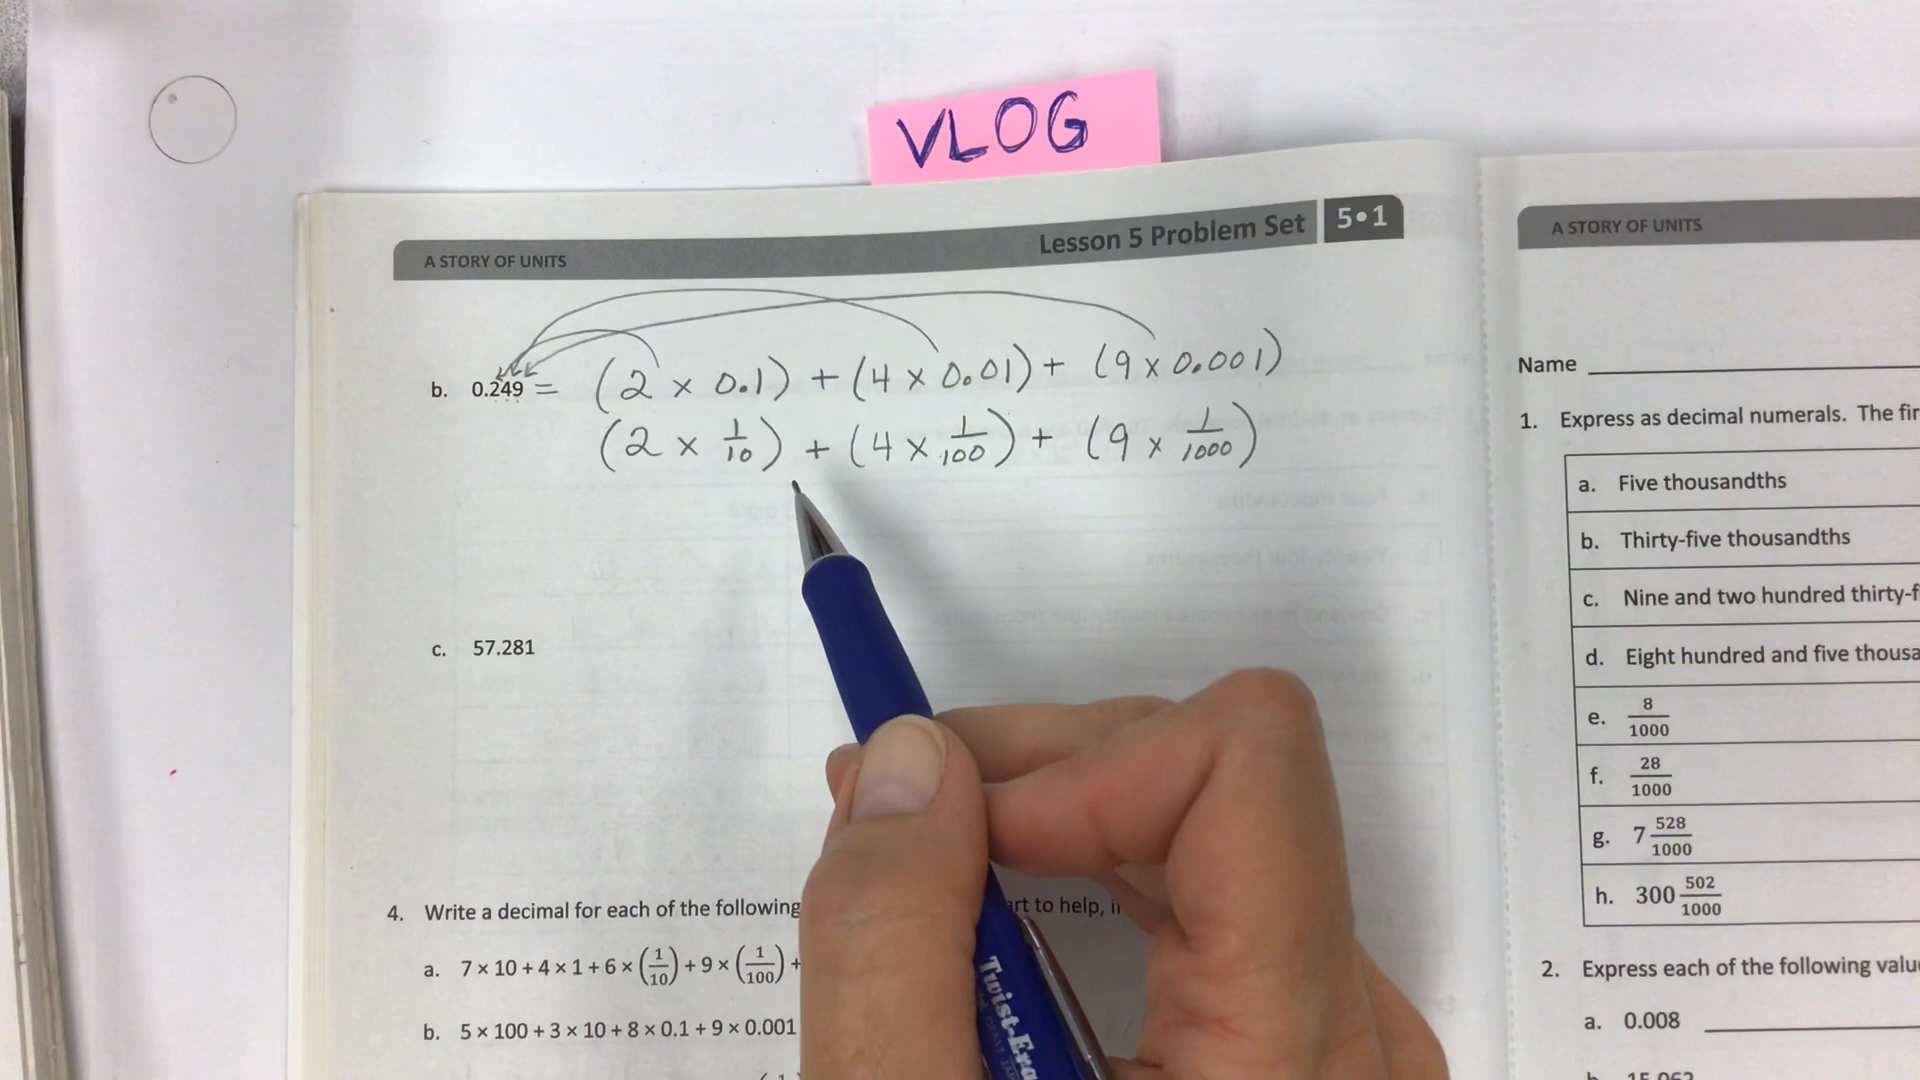 VLOG
A STORY OF UNITS
Lesson 5 Problem Set 5•1
b. 0.249 = (2 × 0.1) + (4 × 0.01) + (9 × 0.001)
(2 × 1/10) + (4 × 1/100) + (9 × 1/1000)
c. 57.281
4. Write a decimal for each of the following
to help,
a. 7 × 10 + 4 × 1 + 6 × (1/10) + 9 × (1/100) +
b. 5 × 100 + 3 × 10 + 8 × 0.1 + 9 × 0.001
Twist-Era
A STORY OF UNITS
Name
1. Express as decimal numerals. The
a. Five thousandths
b. Thirty-five thousandths
c. Nine and two hundred
d. Eight hundred and five
e. 8/1000
f. 28/1000
g. 7 528/1000
h. 300 502/1000
2. Express each of the following
a. 0.008